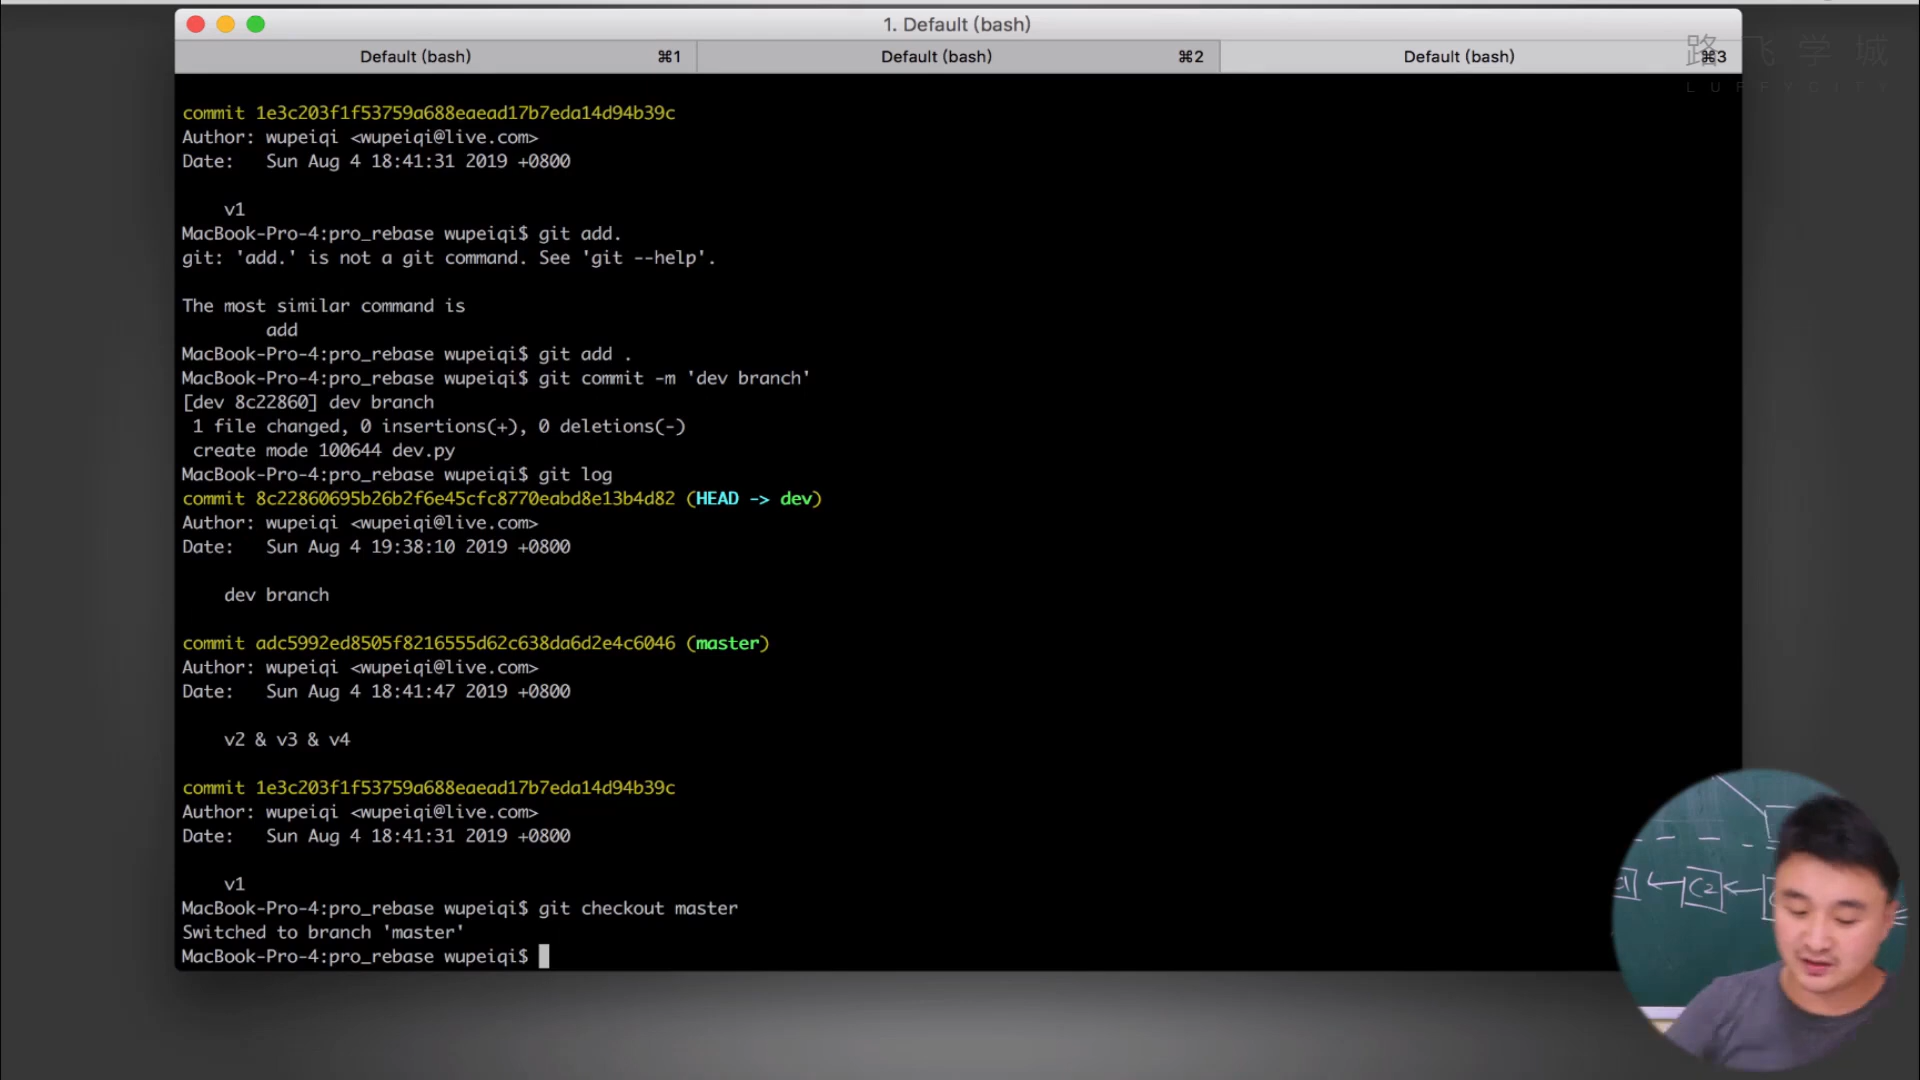 1. Default (bash)
Default (bash) ⌘1 Default (bash) ⌘2 Default (bash) ⌘3
路飞学城
LUFFYCITY
commit 1e3c203f1f53759a688eaead17b7eda14d94b39c
Author: wupeiqi <wupeiqi@live.com>
Date:   Sun Aug 4 18:41:31 2019 +0800
v1
MacBook-Pro-4:pro_rebase wupeiqi$ git add.
git: 'add.' is not a git command. See 'git --help'.
The most similar command is
add
MacBook-Pro-4:pro_rebase wupeiqi$ git add .
MacBook-Pro-4:pro_rebase wupeiqi$ git commit -m 'dev branch'
[dev 8c22860] dev branch
1 file changed, 0 insertions(+), 0 deletions(-)
create mode 100644 dev.py
MacBook-Pro-4:pro_rebase wupeiqi$ git log
commit 8c22860695b26b2f6e45cfc8770eabd8e13b4d82 (HEAD -> dev)
Author: wupeiqi <wupeiqi@live.com>
Date:   Sun Aug 4 19:38:10 2019 +0800
dev branch
commit adc5992ed8505f8216555d62c638da6d2e4c6046 (master)
Author: wupeiqi <wupeiqi@live.com>
Date:   Sun Aug 4 18:41:47 2019 +0800
v2 & v3 & v4
commit 1e3c203f1f53759a688eaead17b7eda14d94b39c
Author: wupeiqi <wupeiqi@live.com>
Date:   Sun Aug 4 18:41:31 2019 +0800
v1
MacBook-Pro-4:pro_rebase wupeiqi$ git checkout master
Switched to branch 'master'
MacBook-Pro-4:pro_rebase wupeiqi$
C2